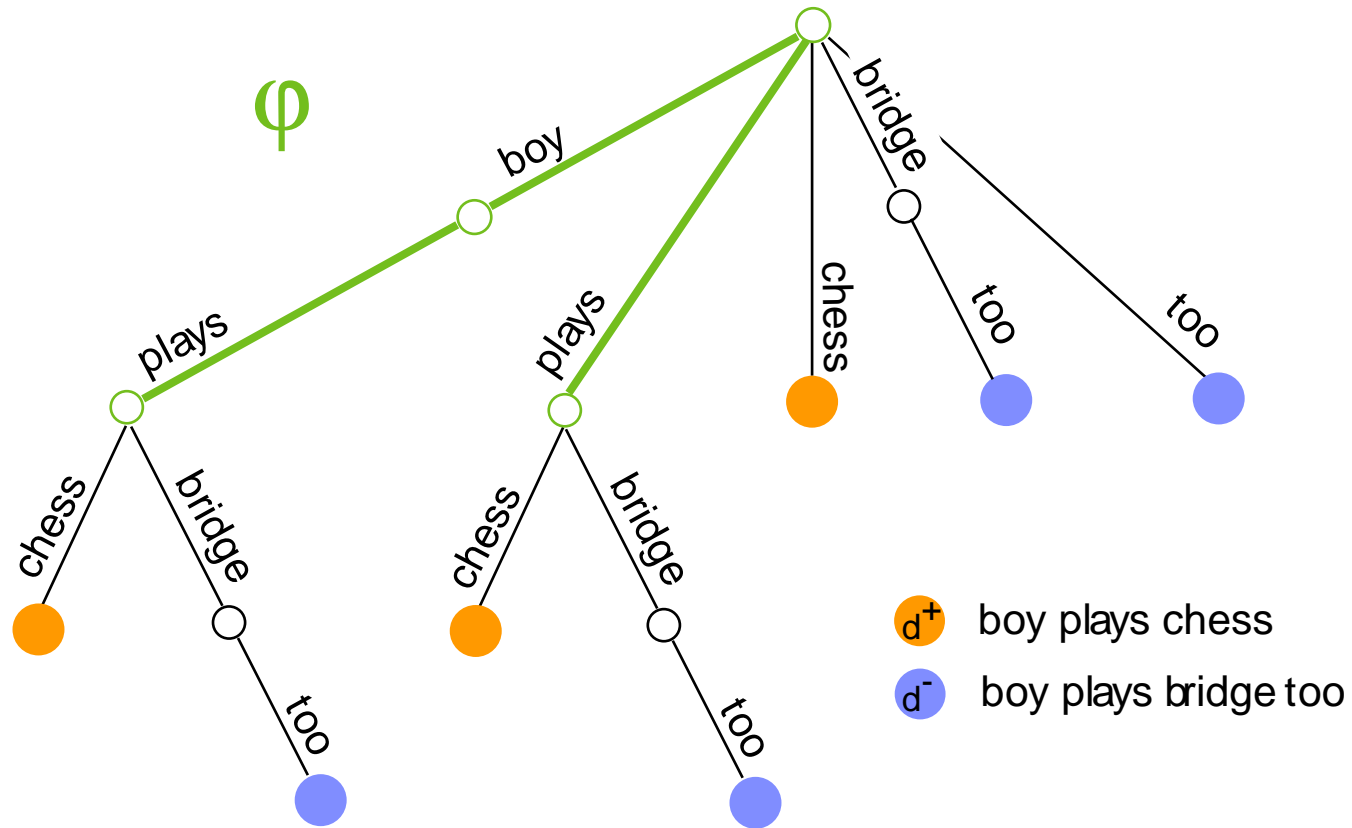 φ
boy
bridge
plays
plays
chess
too
too
chess
bridge
chess
bridge
too
too
d+ boy plays chess
d- boy plays bridge too